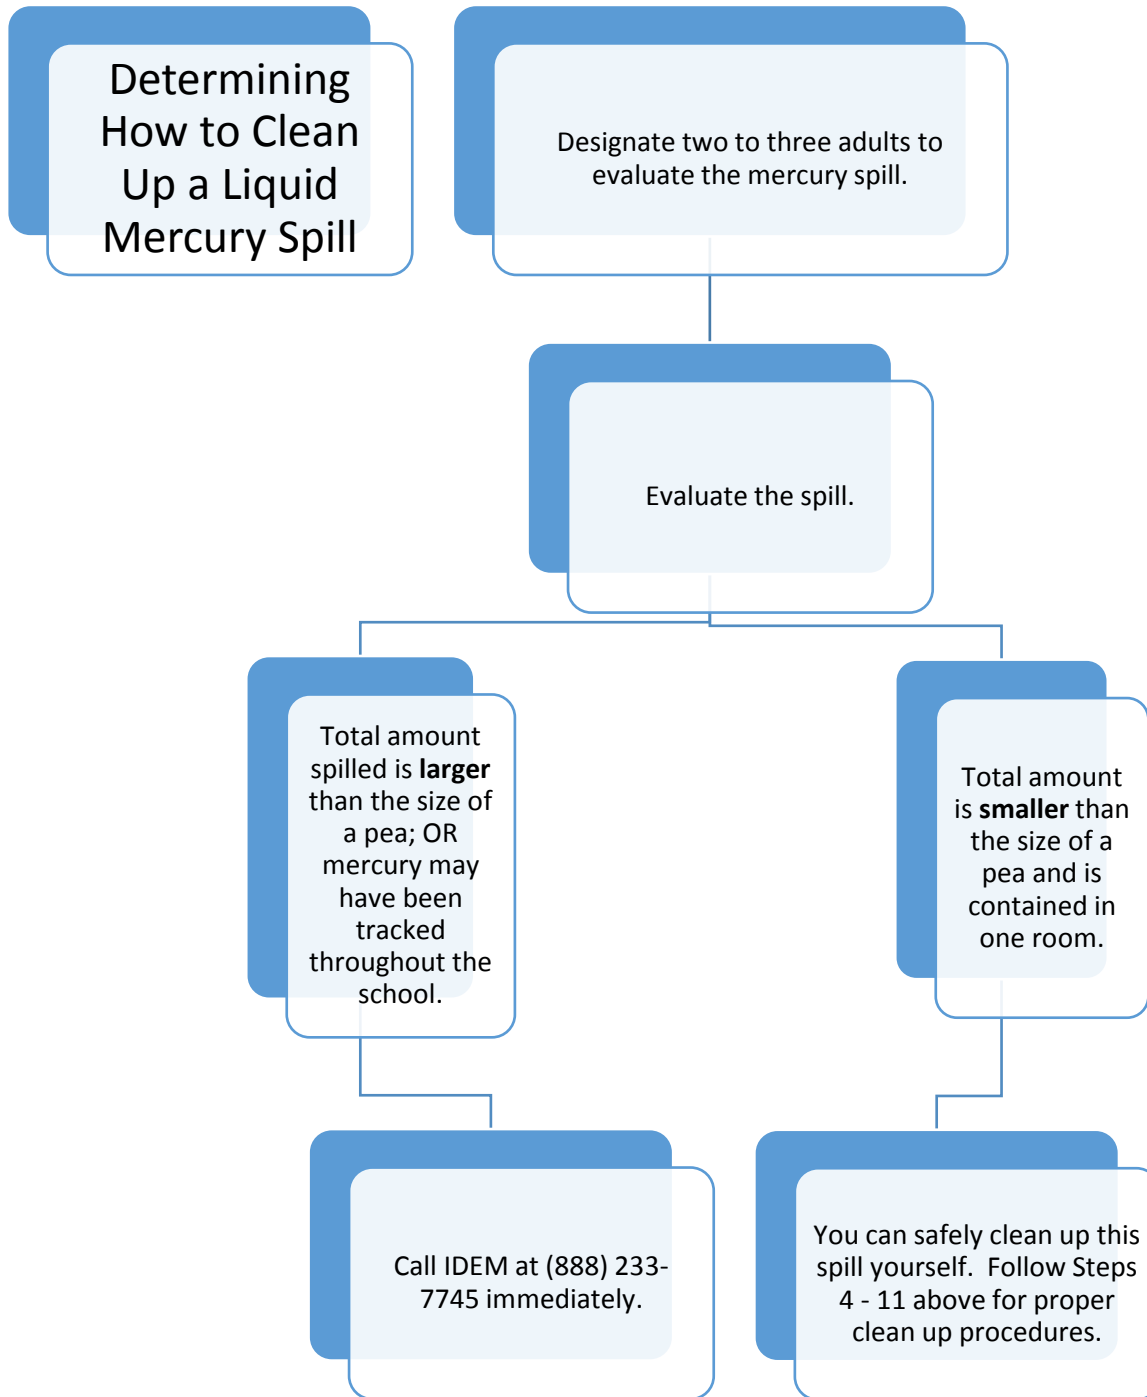 Determining
How to Clean
Up a Liquid
Mercury Spill
Designate two to three adults to
evaluate the mercury spill.
Evaluate the spill.
Total amount
spilled is larger
than the size of
a pea; OR
mercury may
have been
tracked
throughout the
school.
Total amount
is smaller than
the size of a
pea and is
contained in
one room.
Call IDEM at (888) 233-
7745 immediately.
You can safely clean up this
spill yourself.  Follow Steps
4 - 11 above for proper
clean up procedures.